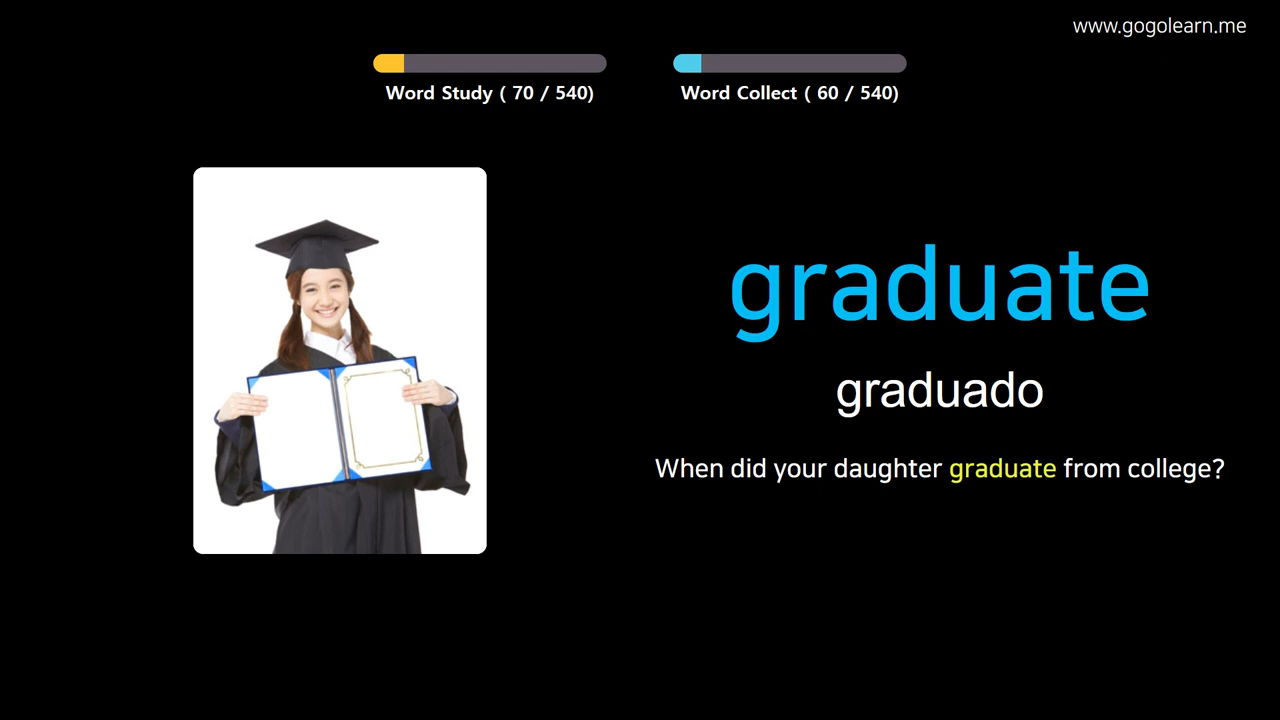 www.gogolearn.me
Word Study ( 70 / 540)
Word Collect ( 60 / 540)
graduate
graduado
When did your daughter graduate from college?